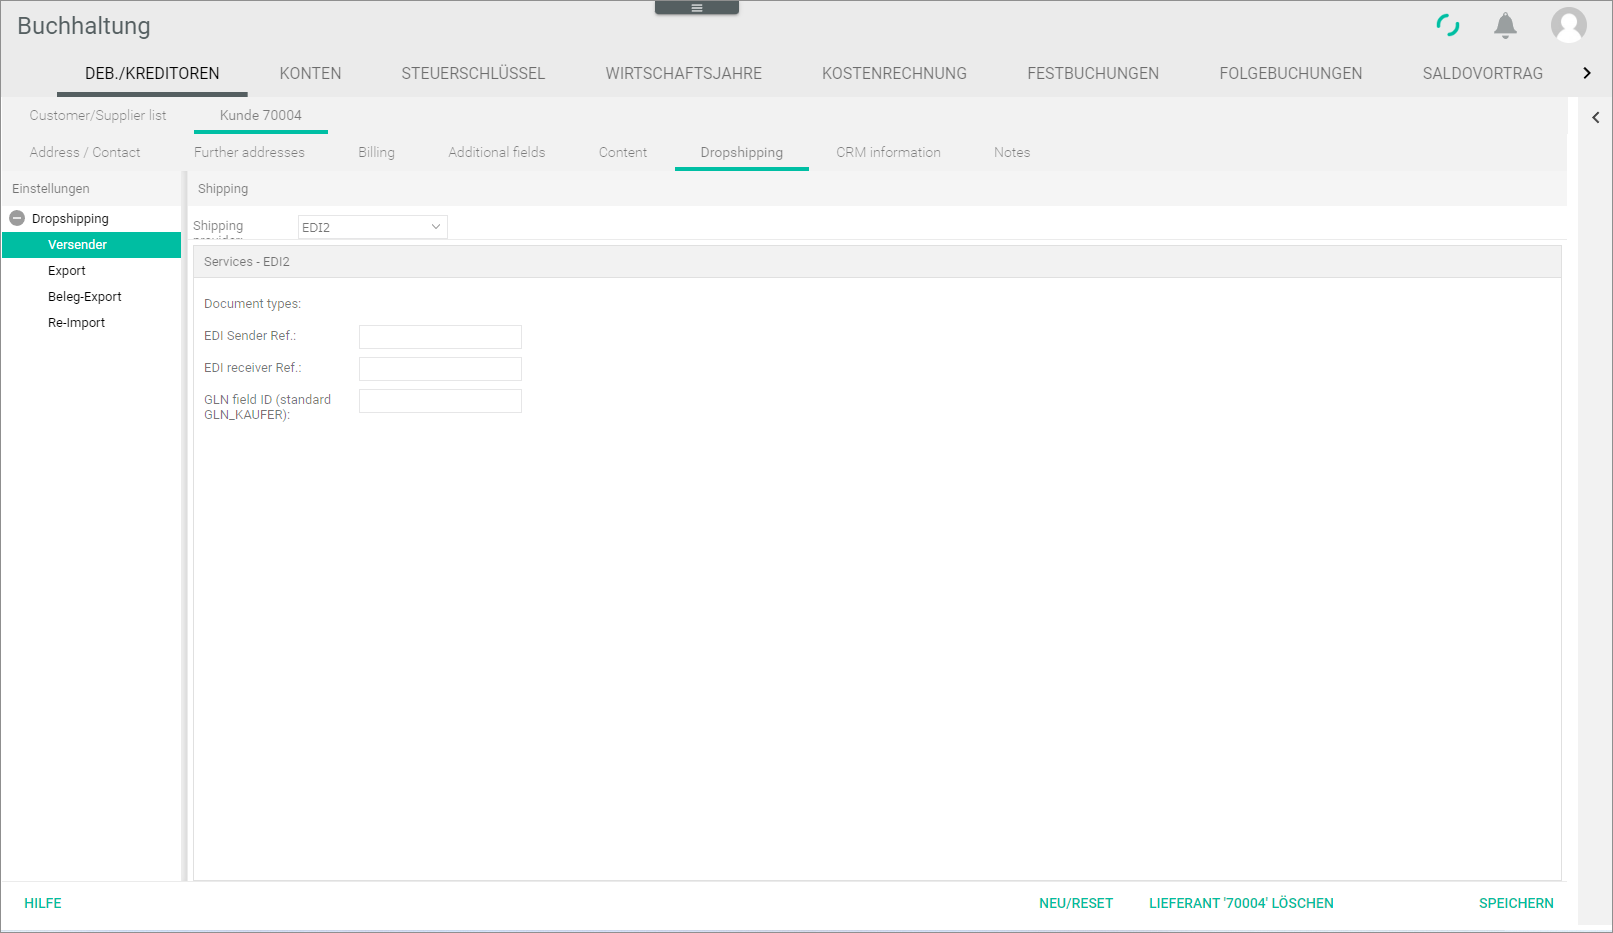 Buchhaltung
DEB./KREDITOREN KONTEN STEUERSCHLÜSSEL WIRTSCHAFTSJAHRE KOSTENRECHNUNG FESTBUCHUNGEN FOLGEBUCHUNGEN SALDOVORTRAG
Customer/Supplier list Kunde 70004
Address / Contact Further addresses Billing Additional fields Content Dropshipping CRM information Notes
Einstellungen
Dropshipping
Versender
Export
Beleg-Export
Re-Import
Shipping
Shipping
provider:
EDI2
Services - EDI2
Document types:
EDI Sender Ref.:
EDI receiver Ref.:
GLN field ID (standard
GLN_KAUFER):
HILFE NEU/RESET LIEFERANT '70004' LÖSCHEN SPEICHERN